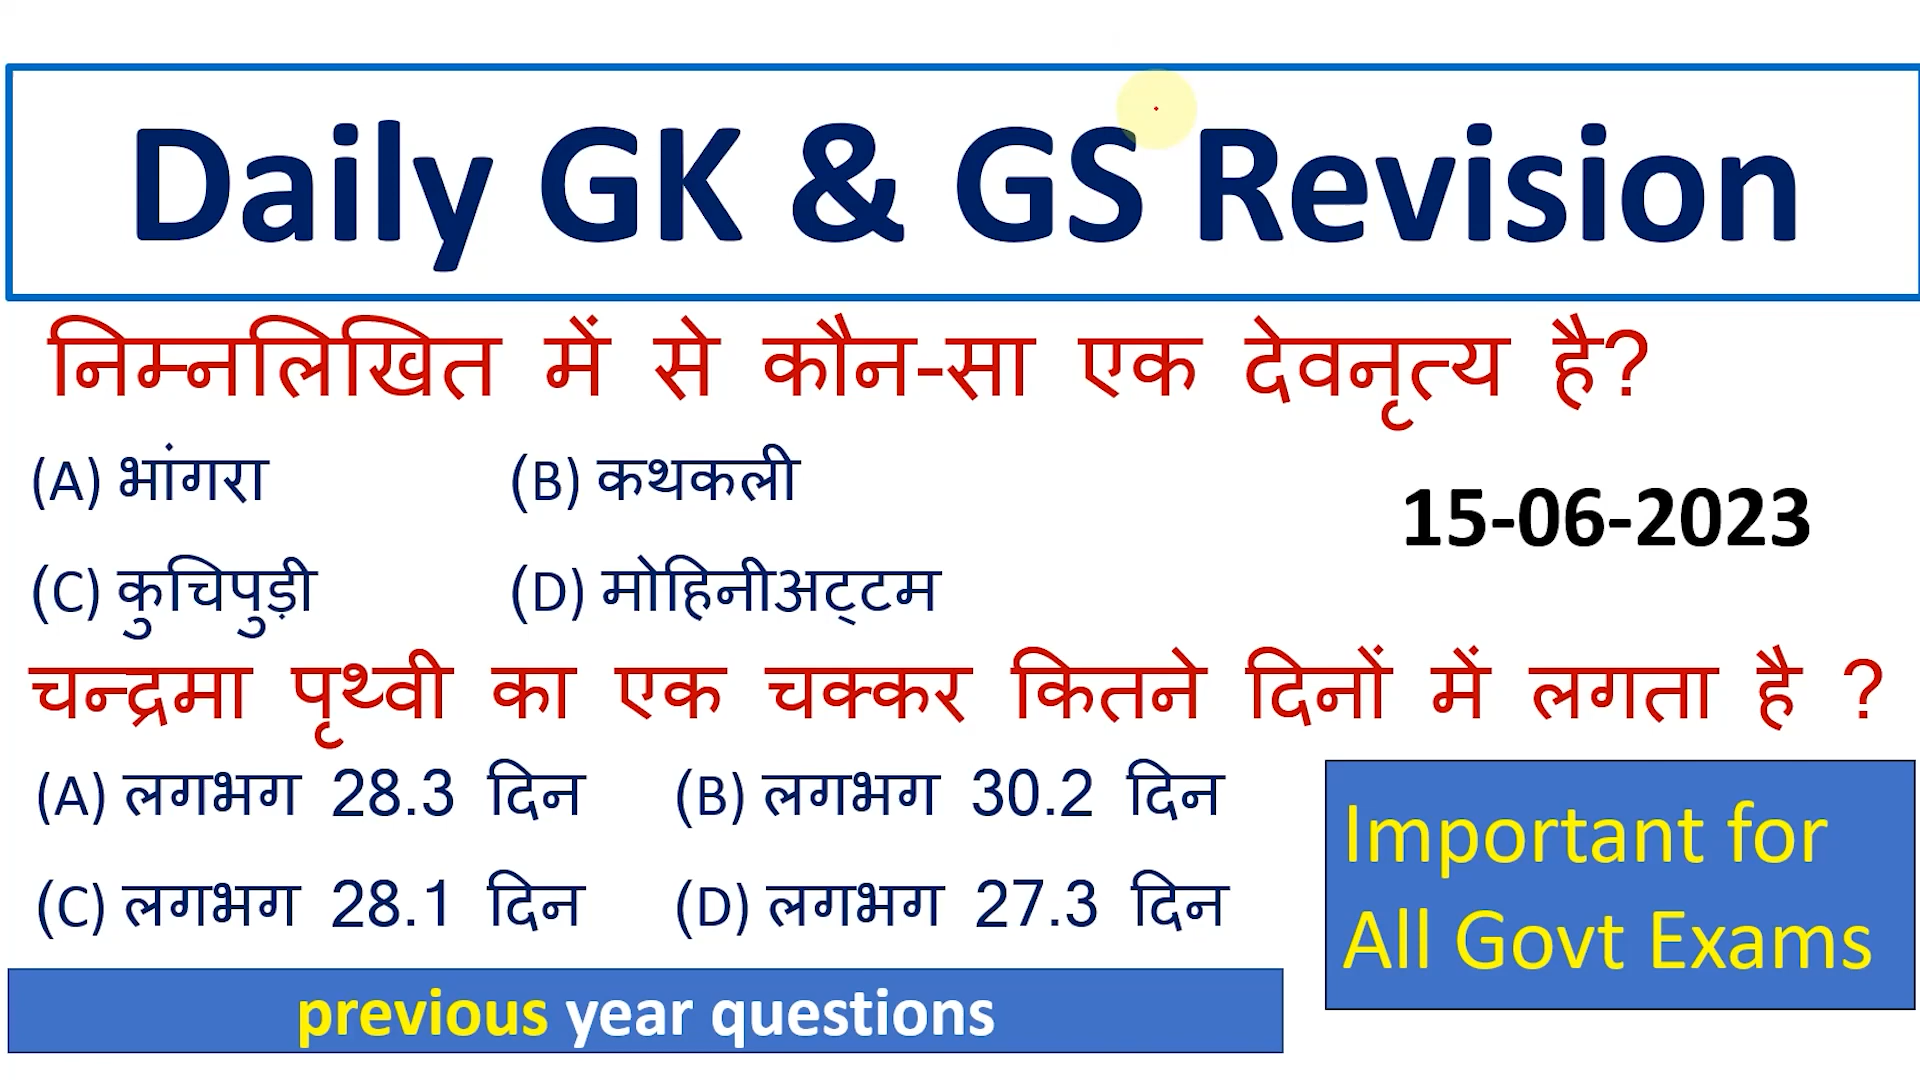 Daily GK & GS Revision
निम्नलिखित में से कौन-सा एक देवनृत्य है?
(A) भांगरा (B) कथकली
15-06-2023
(C) कुचिपुड़ी (D) मोहिनीअट्टम
चन्द्रमा पृथ्वी का एक चक्कर कितने दिनों में लगता है ?
(A) लगभग 28.3 दिन (B) लगभग 30.2 दिन
(C) लगभग 28.1 दिन (D) लगभग 27.3 दिन
Important for
All Govt Exams
previous year questions